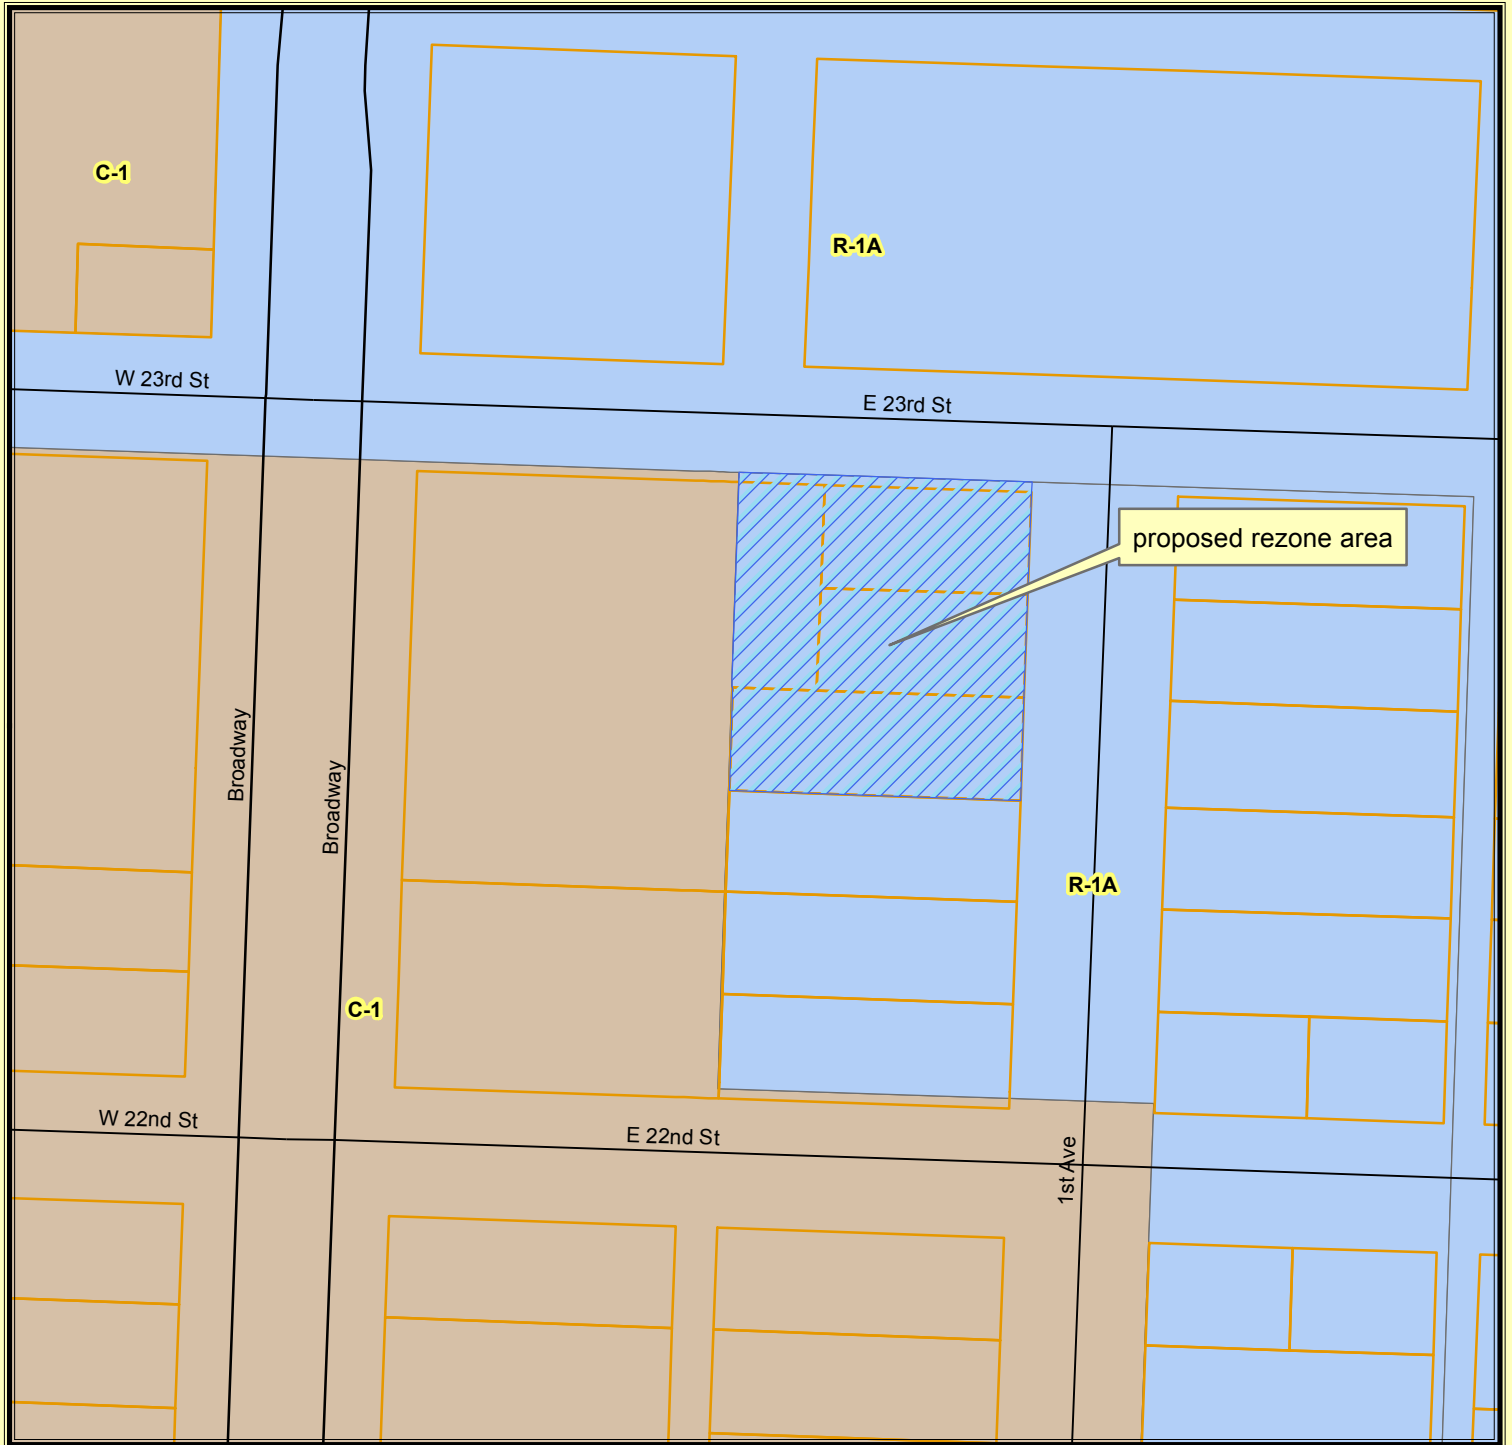 C-1
R-1A
W 23rd St
E 23rd St
proposed rezone area
Broadway
Broadway
R-1A
C-1
W 22nd St
E 22nd St
1st Ave